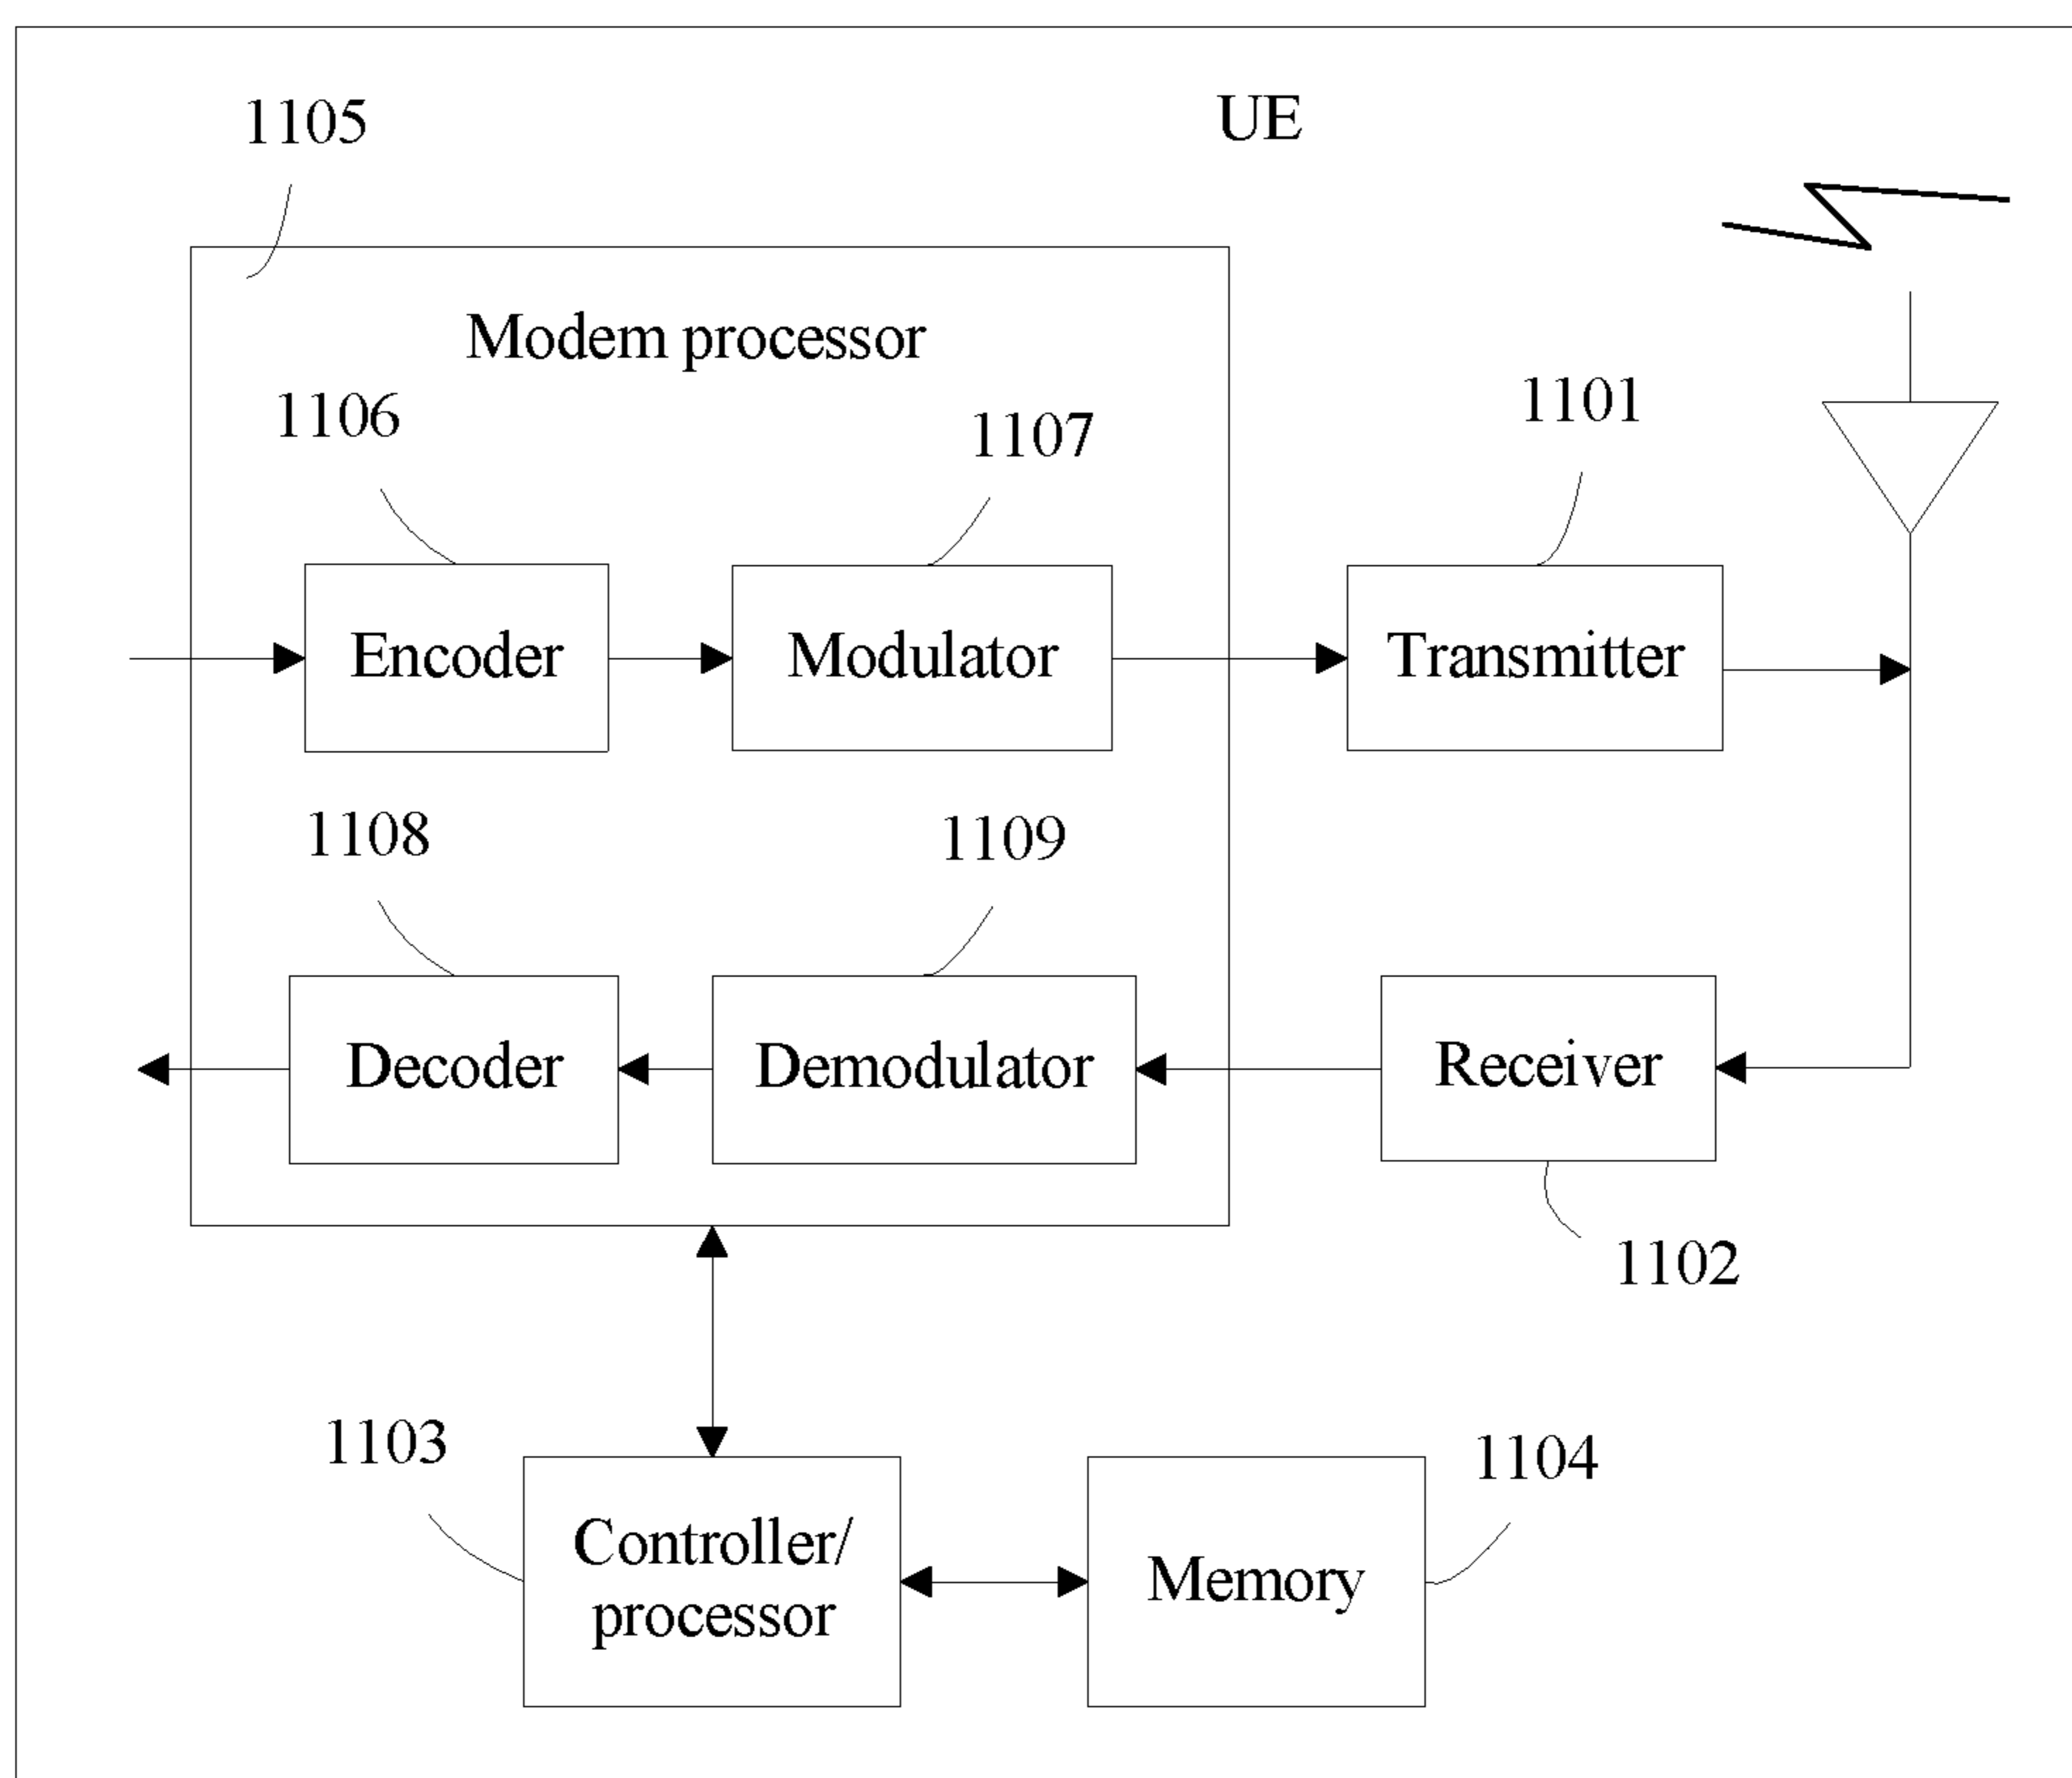 1105
UE
Modem processor
1106
1107
1101
Encoder
Modulator
Transmitter
1108
1109
Decoder
Demodulator
Receiver
1102
1103
1104
Controller/
processor
Memory